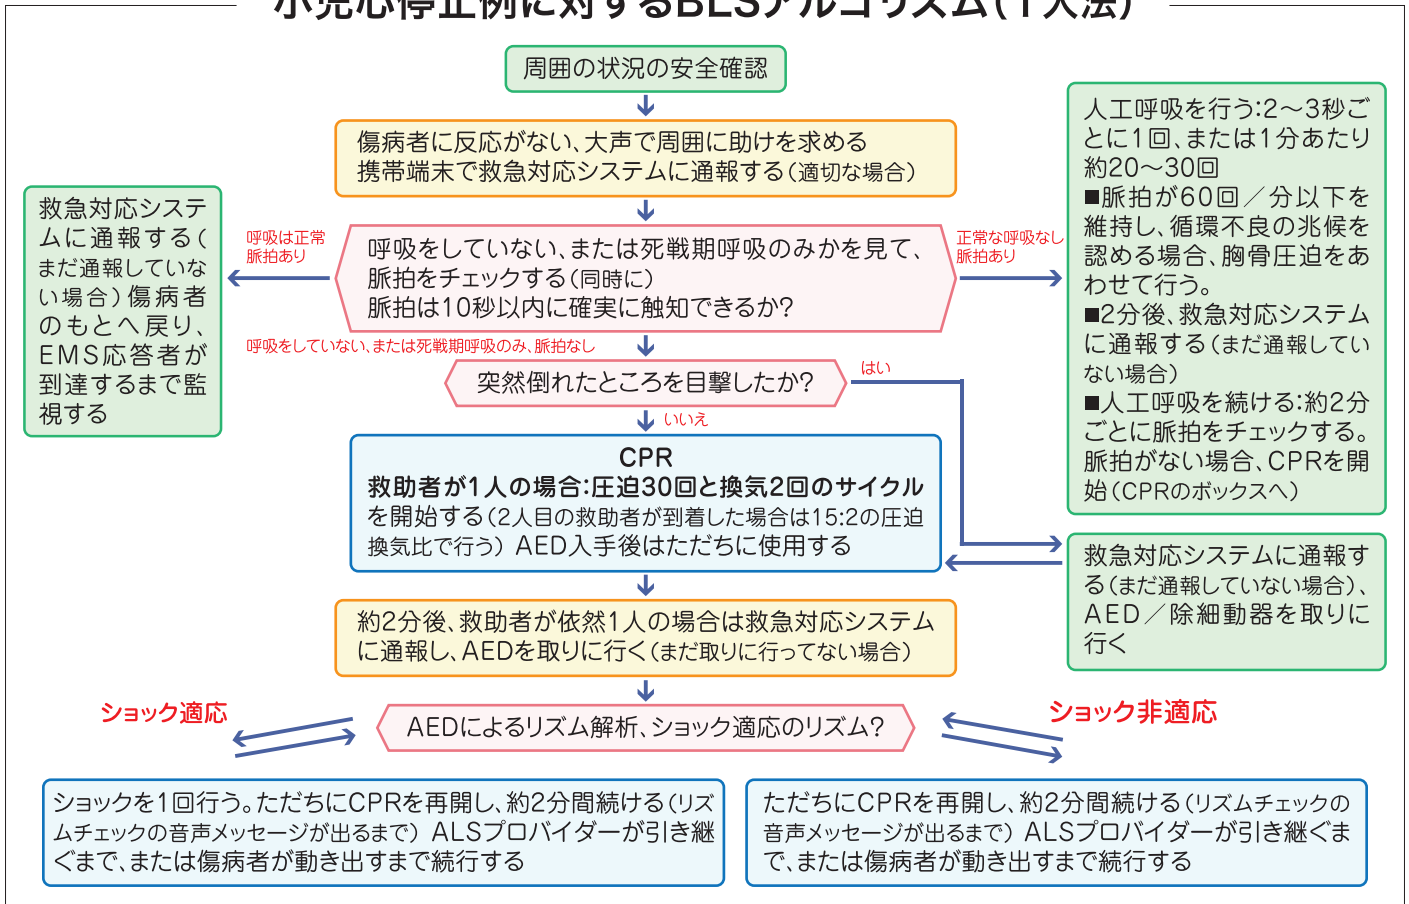 小児心停止例に対するBLSアルゴリズム(1人法)
周囲の状況の安全確認
傷病者に反応がない、大声で周囲に助けを求める
携帯端末で救急対応システムに通報する(適切な場合)
救急対応システ
ムに通報する(
まだ通報していな
い場合)傷病者
のもとへ戻り、
EMS応答者が
到達するまで監
視する
呼吸は正常
脈拍あり
呼吸をしていない、または死戦期呼吸のみかを見て、
脈拍をチェックする(同時に)
脈拍は10秒以内に確実に触知できるか?
正常な呼吸なし
脈拍あり
人工呼吸を行う:2〜3秒ご
とに1回、または1分あたり
約20〜30回
■脈拍が60回/分以下を
維持し、循環不良の兆候を
認める場合、胸骨圧迫をあ
わせて行う。
■2分後、救急対応システム
に通報する(まだ通報してい
ない場合)
■人工呼吸を続ける:約2分
ごとに脈拍をチェックする。
脈拍がない場合、CPRを開
始(CPRのボックスへ)
呼吸をしていない、または死戦期呼吸のみ、脈拍なし
突然倒れたところを目撃したか?
はい
いいえ
CPR
救助者が1人の場合:圧迫30回と換気2回のサイクル
を開始する(2人目の救助者が到着した場合は15:2の圧迫
換気比で行う) AED入手後はただちに使用する
救急対応システムに通報す
る(まだ通報していない場合)、
AED/除細動器を取りに
行く
約2分後、救助者が依然1人の場合は救急対応システム
に通報し、AEDを取りに行く(まだ取りに行ってない場合)
ショック適応
AEDによるリズム解析、ショック適応のリズム?
ショック非適応
ショックを1回行う。ただちにCPRを再開し、約2分間続ける(リズ
ムチェックの音声メッセージが出るまで) ALSプロバイダーが引き継
ぐまで、または傷病者が動き出すまで続行する
ただちにCPRを再開し、約2分間続ける(リズムチェックの
音声メッセージが出るまで) ALSプロバイダーが引き継ぐま
で、または傷病者が動き出すまで続行する